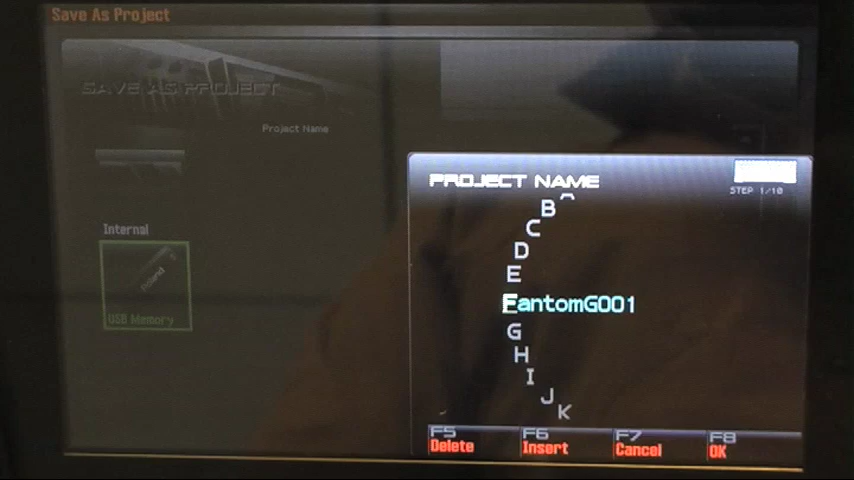 Save As Project
SAVE AS PROJECT
Project Name
Internal
Roland
USB Memory
PROJECT NAME
STEP 1/10
B
C
D
E
FantomG001
G
H
I
J
K
F5 Delete
F6 Insert
F7 Cancel
F8 OK